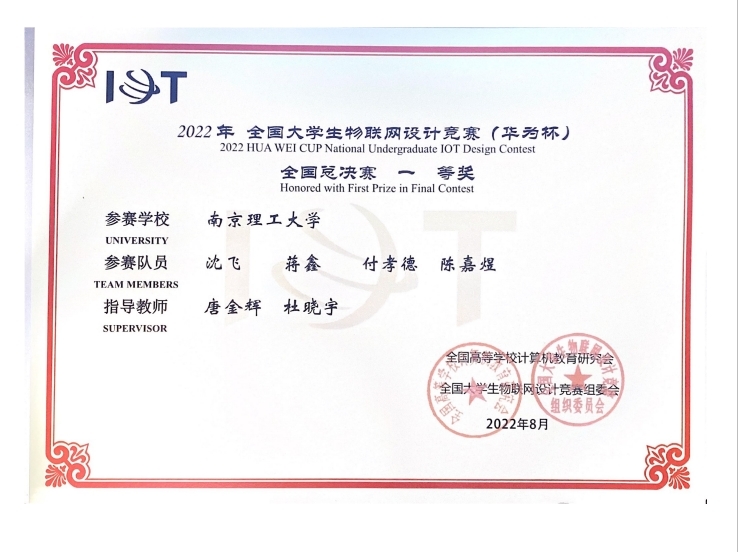 IOT
2022年 全国大学生物联网设计竞赛（华为杯）
2022 HUA WEI CUP National Undergraduate IOT Design Contest
全国总决赛 一 等奖
Honored with First Prize in Final Contest
参赛学校 南京理工大学
UNIVERSITY
参赛队员 沈飞 蒋鑫 付孝德 陈嘉煜
TEAM MEMBERS
指导教师 唐金辉 杜晓宇
SUPERVISOR
全国高等学校计算机教育研究会
全国大学生物联网设计竞赛组委会
组织委员会
2022年8月